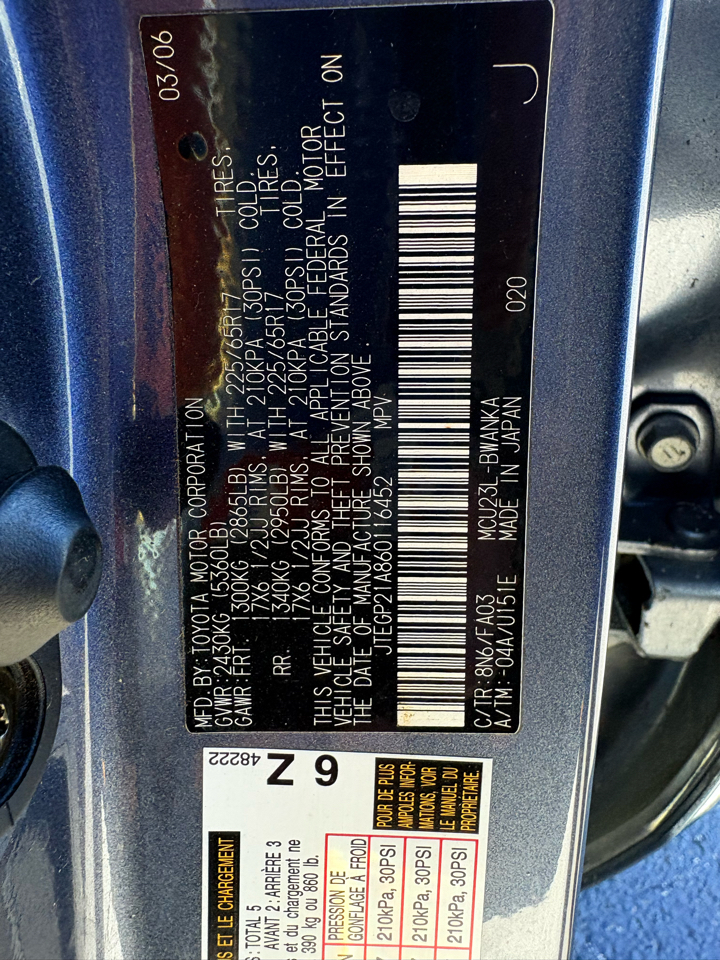 03/06
MFD. BY: TOYOTA MOTOR CORPORATION
GVWR: 2430KG (5360LB)
GAWR: FRT. 1300KG (2865LB) WITH 225/65R17 TIRES,
17X6 1/2JJ RIMS, AT 210KPA (30PSI) COLD.
RR. 1340KG (2950LB) WITH 225/65R17 TIRES,
17X6 1/2JJ RIMS, AT 210KPA (30PSI) COLD.
THIS VEHICLE CONFORMS TO ALL APPLICABLE FEDERAL MOTOR
VEHICLE SAFETY AND THEFT PREVENTION STANDARDS IN EFFECT ON
THE DATE OF MANUFACTURE SHOWN ABOVE.
JTEGP21A860116452 MPV
020
C/TR: 8N6/FA03 MCU23L-BWANKA
A/TM: -04A/U151E MADE IN JAPAN
J
48222
6 Z
POUR DE PLUS
AMPLES INFOR-
MATIONS, VOIR
LE MANUEL DU
PROPRIÉTAIRE.
S ET LE CHARGEMENT
S: TOTAL 5
AVANT 2: ARRIÈRE 3
s et du chargement ne
390 kg ou 860 lb.
PRESSION DE
GONFLAGE À FROID
210kPa, 30PSI
210kPa, 30PSI
210kPa, 30PSI